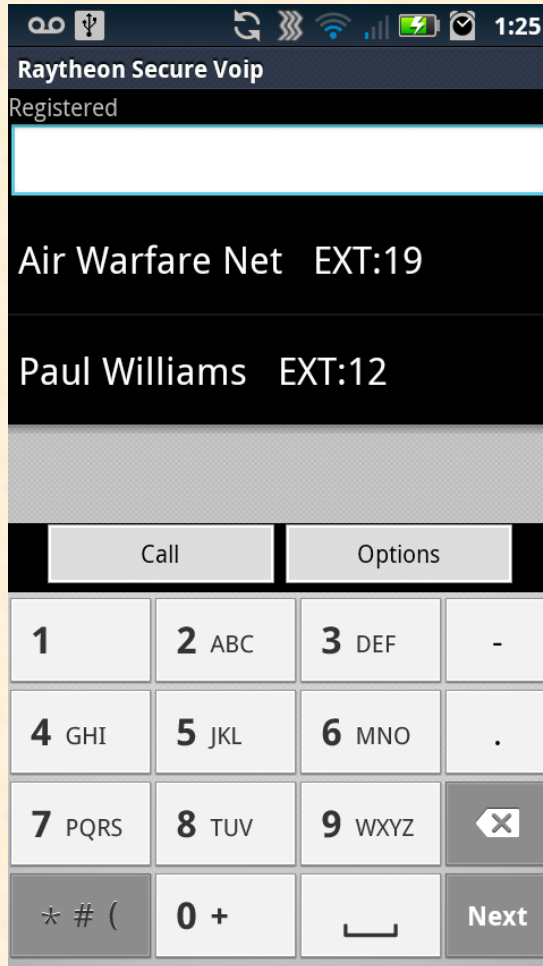 1:25
Raytheon Secure Voip
Registered
Air Warfare Net EXT:19
Paul Williams EXT:12
Call Options
1 2 ABC 3 DEF -
4 GHI 5 JKL 6 MNO .
7 PQRS 8 TUV 9 WXYZ
* # ( 0 + Next